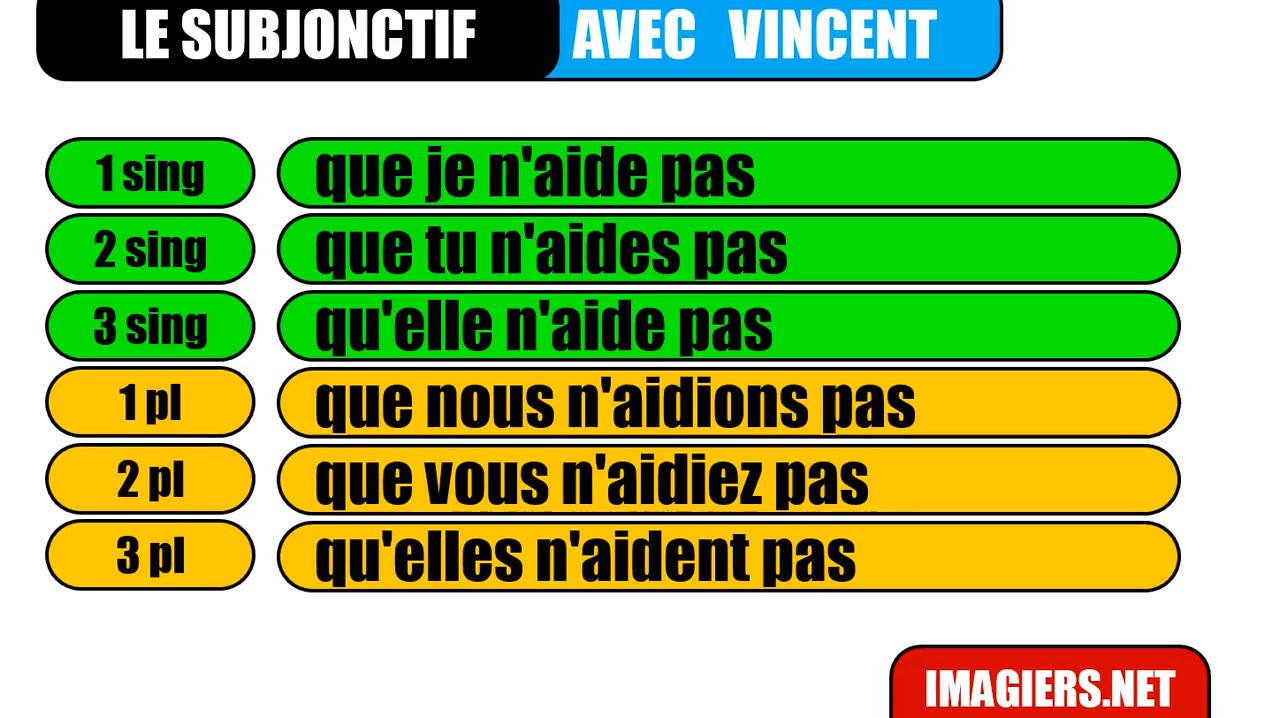 LE SUBJONCTIF AVEC VINCENT
1 sing que je n'aide pas
2 sing que tu n'aides pas
3 sing qu'elle n'aide pas
1 pl que nous n'aidions pas
2 pl que vous n'aidiez pas
3 pl qu'elles n'aident pas
IMAGIERS.NET